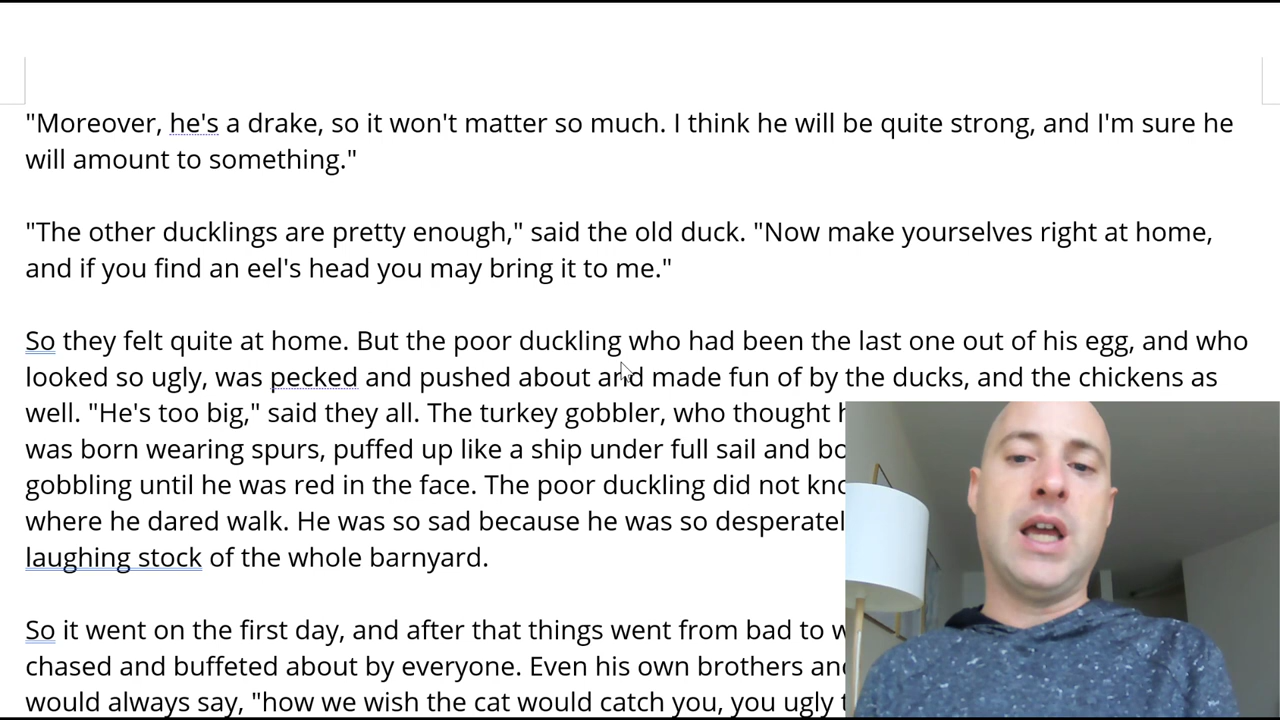 "Moreover, he's a drake, so it won't matter so much. I think he will be quite strong, and I'm sure he
will amount to something."
"The other ducklings are pretty enough," said the old duck. "Now make yourselves right at home,
and if you find an eel's head you may bring it to me."
So they felt quite at home. But the poor duckling who had been the last one out of his egg, and who
looked so ugly, was pecked and pushed about and made fun of by the ducks, and the chickens as
well. "He's too big," said they all. The turkey gobbler, who thought
was born wearing spurs, puffed up like a ship under full sail and
gobbling until he was red in the face. The poor duckling did not
where he dared walk. He was so sad because he was so
laughing stock of the whole barnyard.
So it went on the first day, and after that things went from bad to
chased and buffeted about by everyone. Even his own brothers
would always say, "how we wish the cat would catch you, you ugly